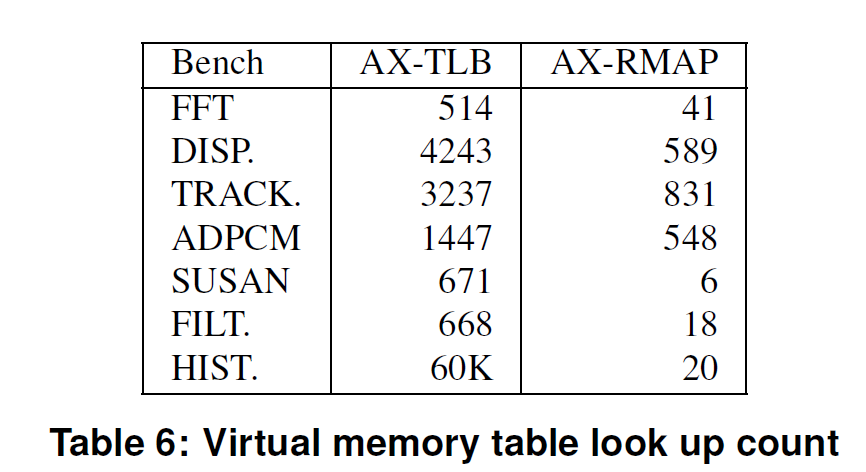 Bench AX-TLB AX-RMAP
FFT 514 41
DISP. 4243 589
TRACK. 3237 831
ADPCM 1447 548
SUSAN 671 6
FILT. 668 18
HIST. 60K 20
Table 6: Virtual memory table look up count